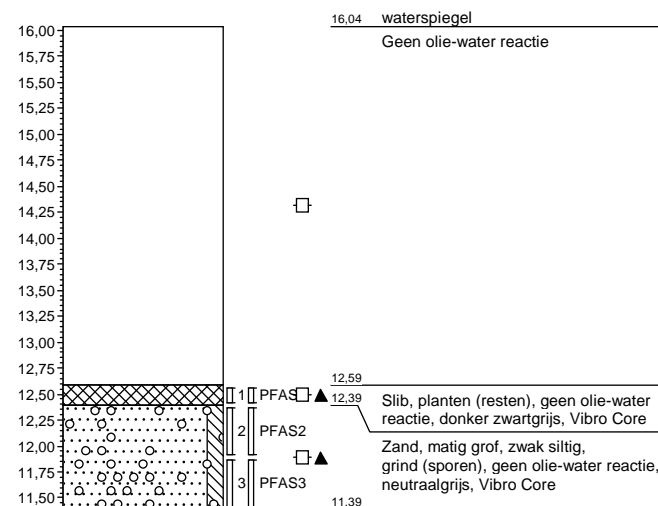 16,04 waterspiegel
Geen olie-water reactie
16,00
15,75
15,50
15,25
15,00
14,75
14,50
14,25
14,00
13,75
13,50
13,25
13,00
12,75
12,50
12,25
12,00
11,75
11,50
1 PFAS
2 PFAS2
3 PFAS3
12,59
12,39
Slib, planten (resten), geen olie-water
reactie, donker zwartgrijs, Vibro Core
Zand, matig grof, zwak siltig,
grind (sporen), geen olie-water reactie,
neutraalgrijs, Vibro Core
11,39